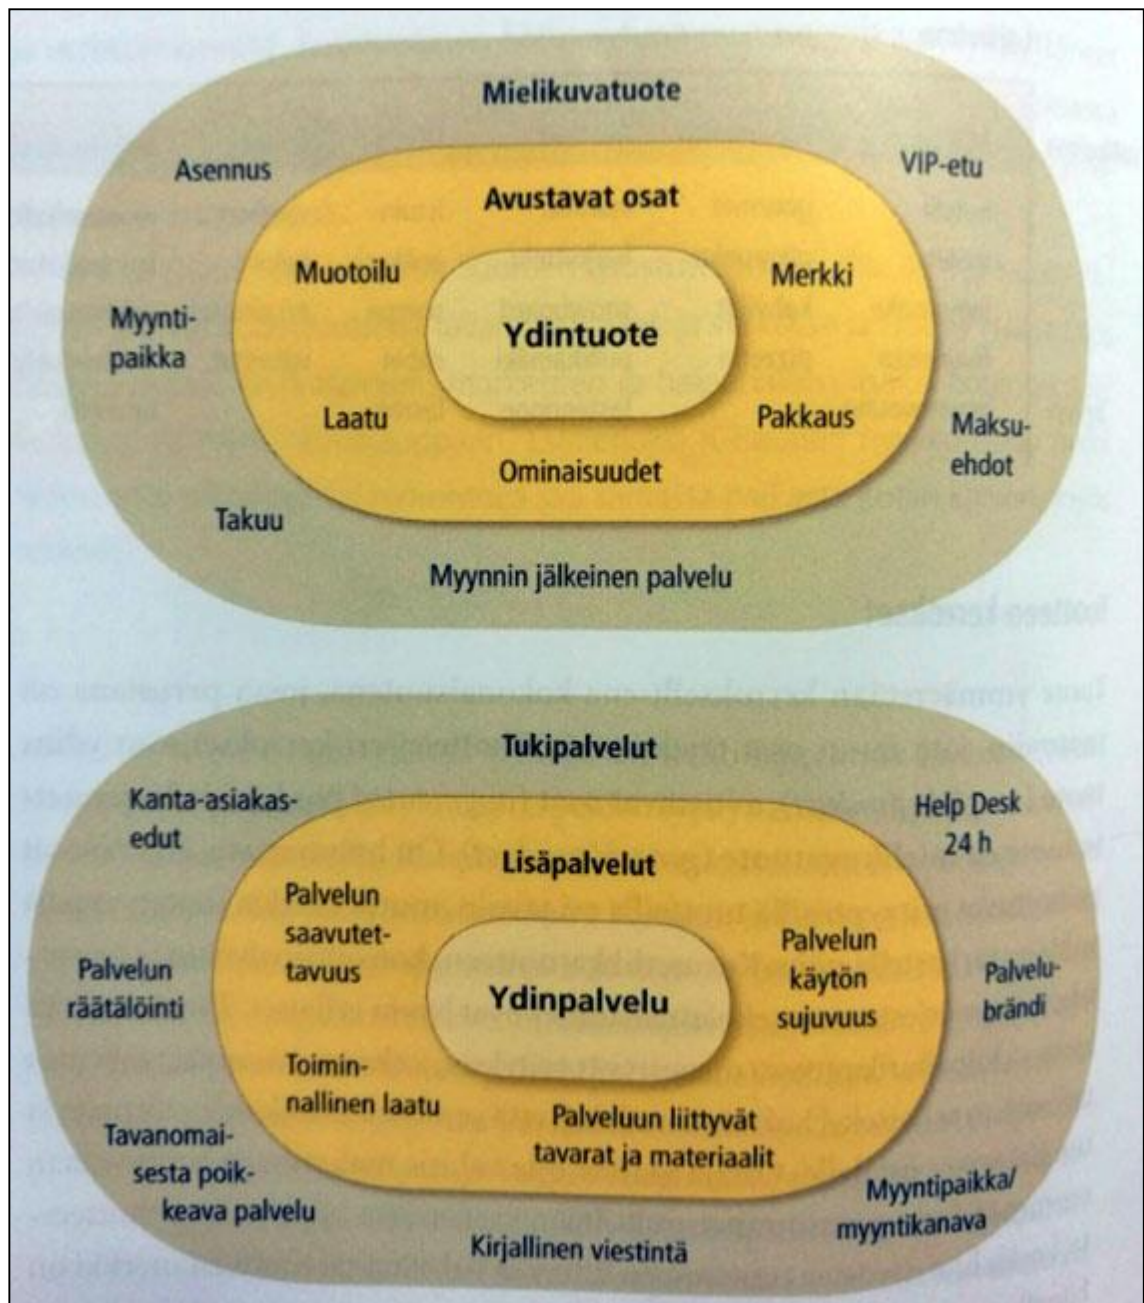 Mielikuvatuote
Asennus
VIP-etu
Avustavat osat
Muotoilu
Merkki
Myynti-
paikka
Ydintuote
Laatu
Pakkaus
Maksu-
ehdot
Ominaisuudet
Takuu
Myynnin jälkeinen palvelu
Tukipalvelut
Kanta-asiakas-
edut
Help Desk
24 h
Lisäpalvelut
Palvelun
saavutet-
tavuus
Palvelun
käytön
sujuvuus
Palvelun
räätälöinti
Ydinpalvelu
Palvelu-
brändi
Toimin-
nallinen laatu
Palveluun liittyvät
tavarat ja materiaalit
Tavanomai-
sesta poik-
keava palvelu
Myyntipaikka/
myyntikanava
Kirjallinen viestintä